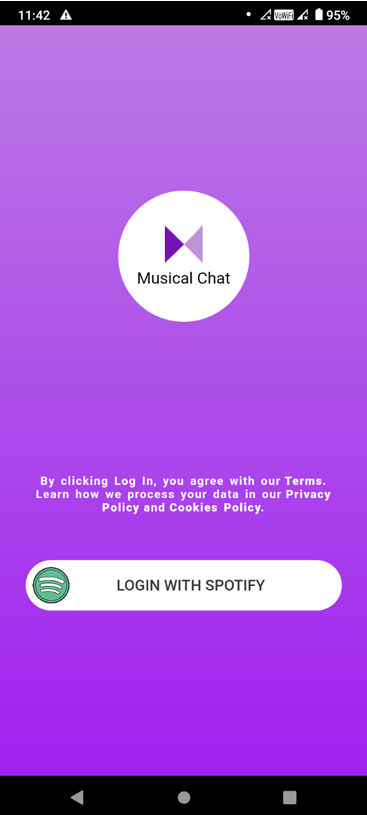 11:42 VoWiFi 95%
Musical Chat
By clicking Log In, you agree with our Terms.
Learn how we process your data in our Privacy
Policy and Cookies Policy.
LOGIN WITH SPOTIFY